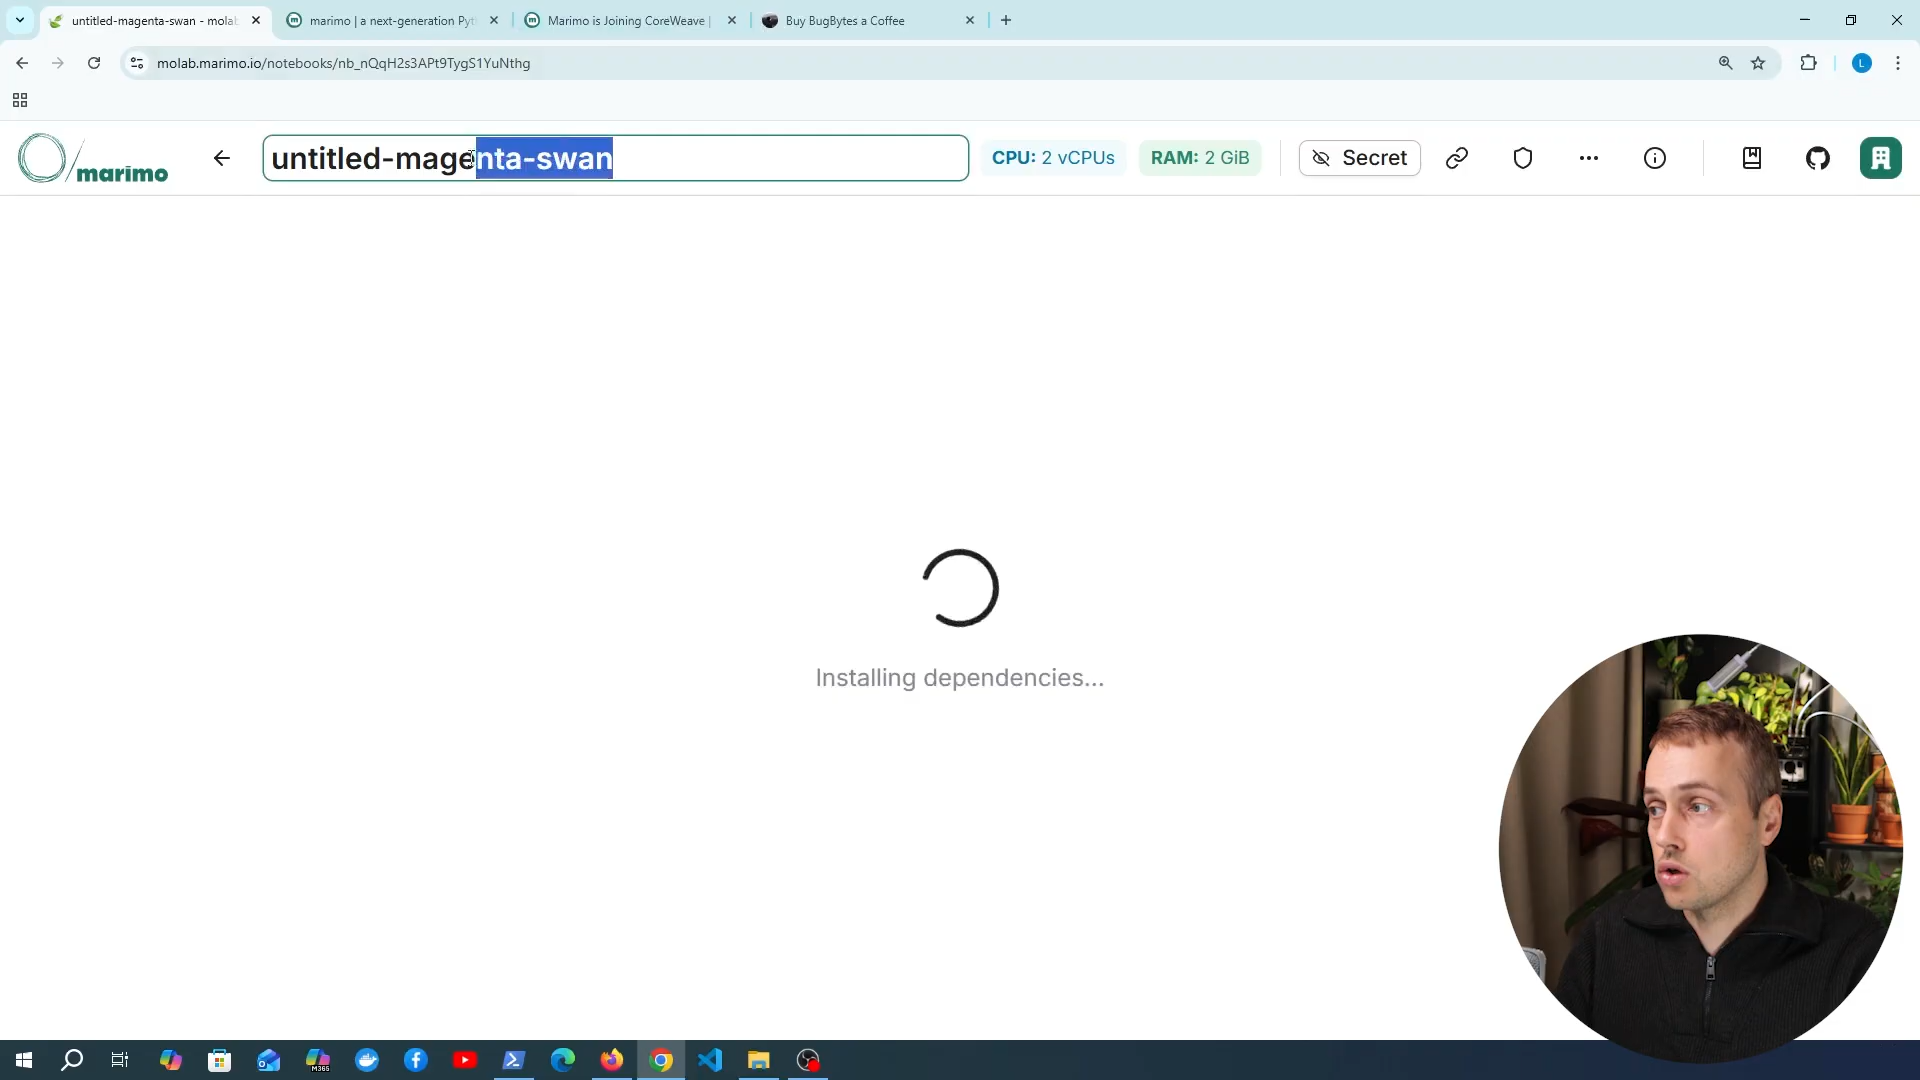 untitled-magenta-swan - molab
marimo | a next-generation Pyt
Marimo is Joining CoreWeave |
Buy BugBytes a Coffee
molab.marimo.io/notebooks/nb_nQqH2s3APt9TygS1YuNthg
L
marimo
untitled-magenta-swan
CPU: 2 vCPUs
RAM: 2 GiB
Secret
Installing dependencies...
M365